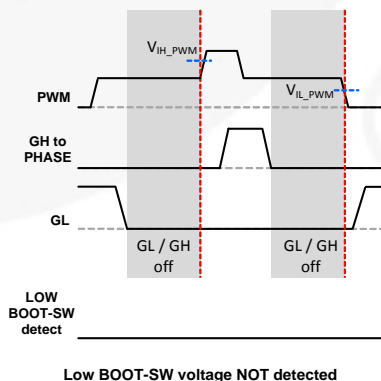 V_IH_PWM
V_IL_PWM
PWM
GH to
PHASE
GL
GL / GH
off
GL / GH
off
LOW
BOOT-SW
detect
Low BOOT-SW voltage NOT detected